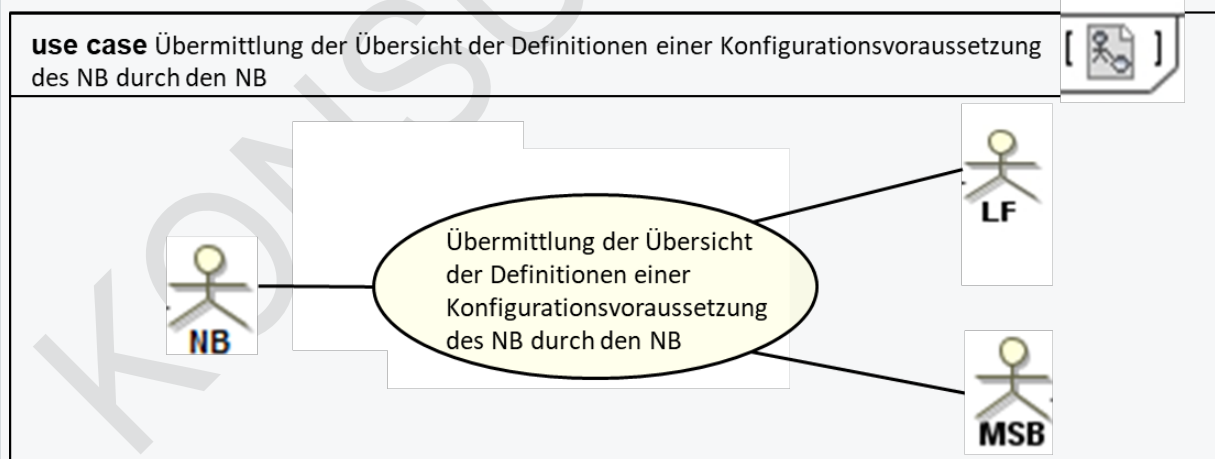 use case Übermittlung der Übersicht der Definitionen einer Konfigurationsvoraussetzung
des NB durch den NB
[ ]
KONSU
LF
Übermittlung der Übersicht
der Definitionen einer
Konfigurationsvoraussetzung
des NB durch den NB
NB
MSB